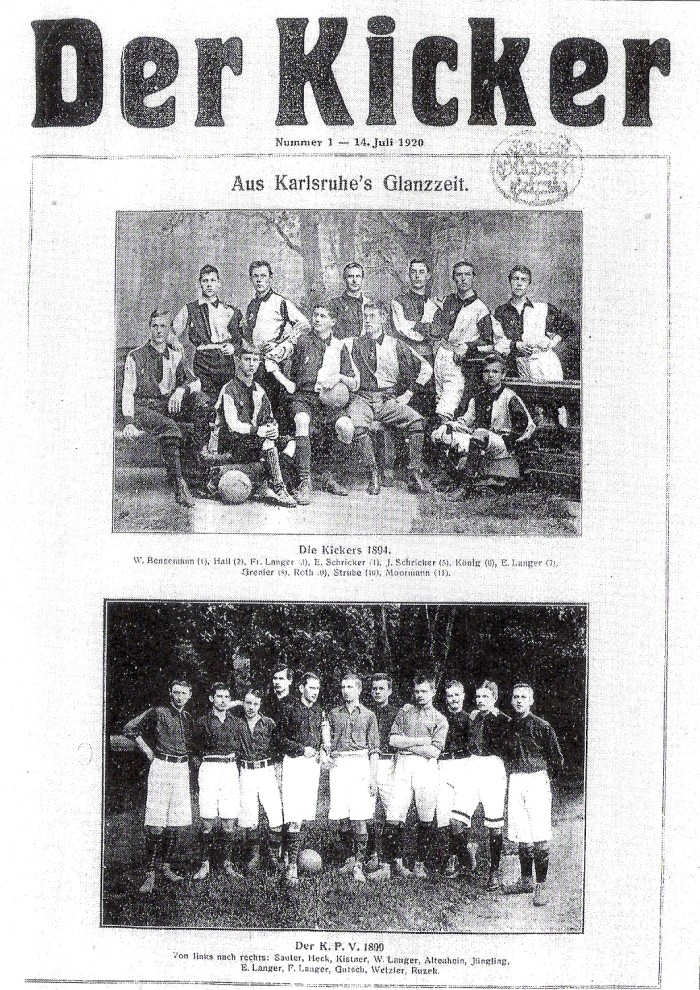 Der Kicker
Nummer 1 — 14. Juli 1920
Aus Karlsruhe's Glanzzeit.
Die Kickers 1894.
W. Bensemann (1), Hall (2), Fr. Langer (3), E. Schricker (4), J. Schricker (5), König (6), E. Langer (7),
Grenier (8), Roth (9), Strube (10), Moormann (11).
Der K. F. V. 1899
Von links nach rechts: Sauter, Heck, Kistner, W. Langer, Altenhein, Jüngling,
E. Langer, F. Langer, Gutsch, Wetzler, Ruzek.